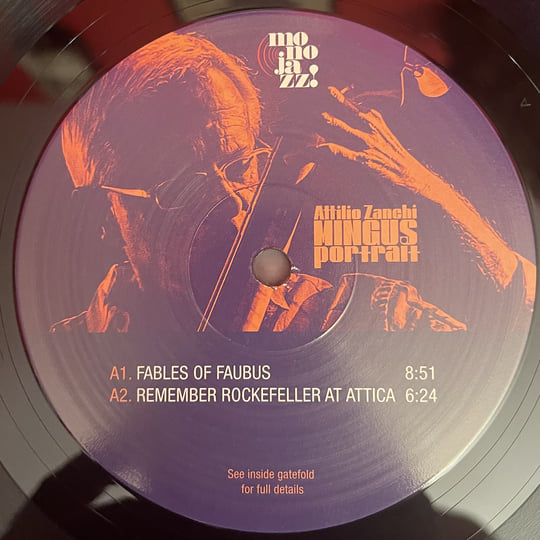 mo
no
ja
zz!
Attilio Zanchi
MINGUS
portrait
A1. FABLES OF FAUBUS 8:51
A2. REMEMBER ROCKEFELLER AT ATTICA 6:24
See inside gatefold
for full details